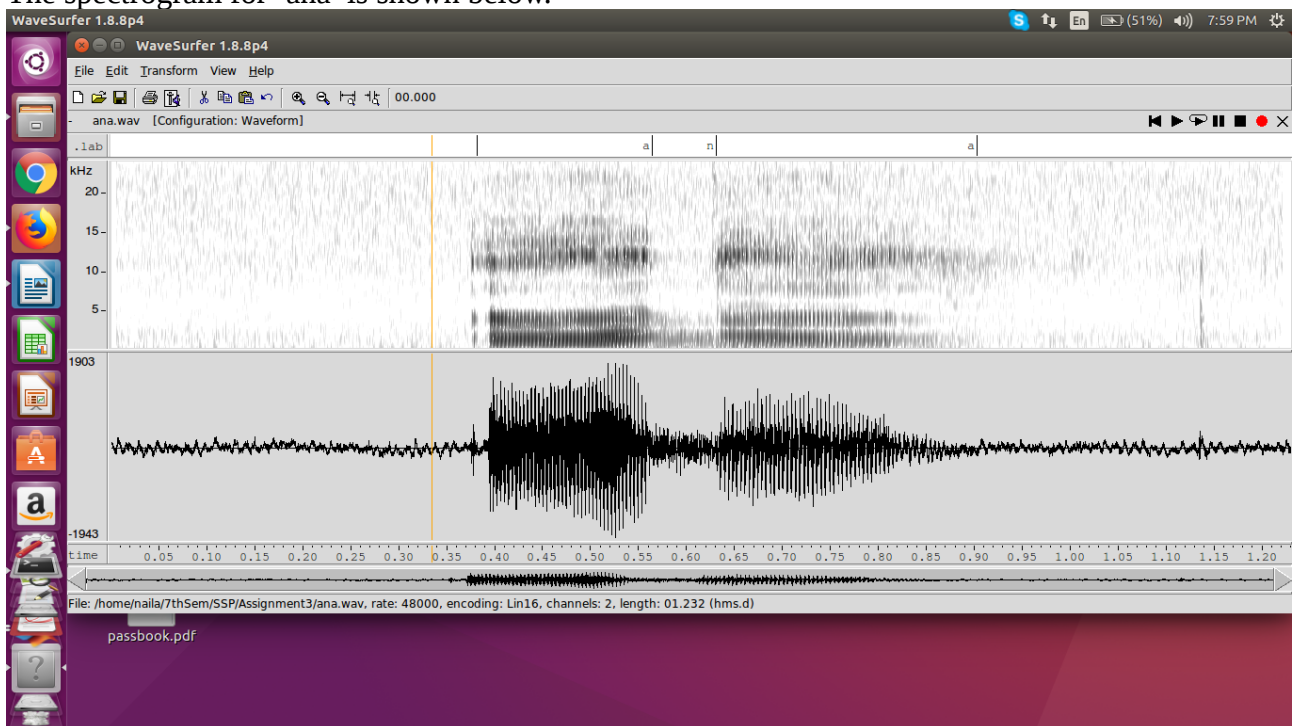 The spectrogram for "ana" is shown below.
WaveSurfer 1.8.8p4
S En (51%) 7:59 PM
WaveSurfer 1.8.8p4
File Edit Transform View Help
00.000
- ana.wav [Configuration: Waveform]
.lab a n a
kHz
20
15
10
5
1903
-1943
time 0.05 0.10 0.15 0.20 0.25 0.30 0.35 0.40 0.45 0.50 0.55 0.60 0.65 0.70 0.75 0.80 0.85 0.90 0.95 1.00 1.05 1.10 1.15 1.20
File: /home/naila/7thSem/SSP/Assignment3/ana.wav, rate: 48000, encoding: Lin16, channels: 2, length: 01.232 (hms.d)
passbook.pdf
A
a
>_
?